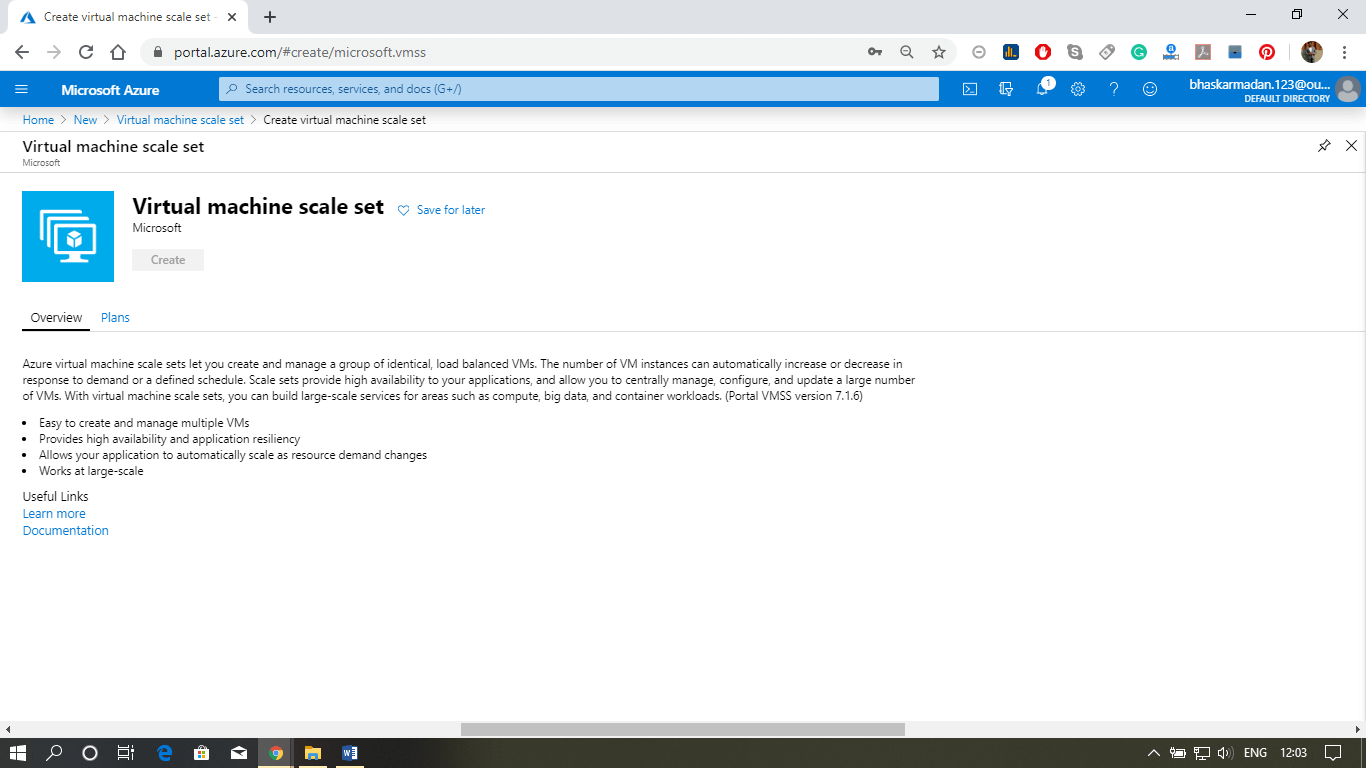 Create virtual machine scale set -
portal.azure.com/#create/microsoft.vmss
Microsoft Azure
Search resources, services, and docs (G+/)
1
bhaskarmadan.123@ou...
DEFAULT DIRECTORY
Home > New > Virtual machine scale set > Create virtual machine scale set
Virtual machine scale set
Microsoft
Virtual machine scale set
Save for later
Microsoft
Create
Overview
Plans
Azure virtual machine scale sets let you create and manage a group of identical, load balanced VMs. The number of VM instances can automatically increase or decrease in
response to demand or a defined schedule. Scale sets provide high availability to your applications, and allow you to centrally manage, configure, and update a large number
of VMs. With virtual machine scale sets, you can build large-scale services for areas such as compute, big data, and container workloads. (Portal VMSS version 7.1.6)
• Easy to create and manage multiple VMs
• Provides high availability and application resiliency
• Allows your application to automatically scale as resource demand changes
• Works at large-scale
Useful Links
Learn more
Documentation
ENG
12:03